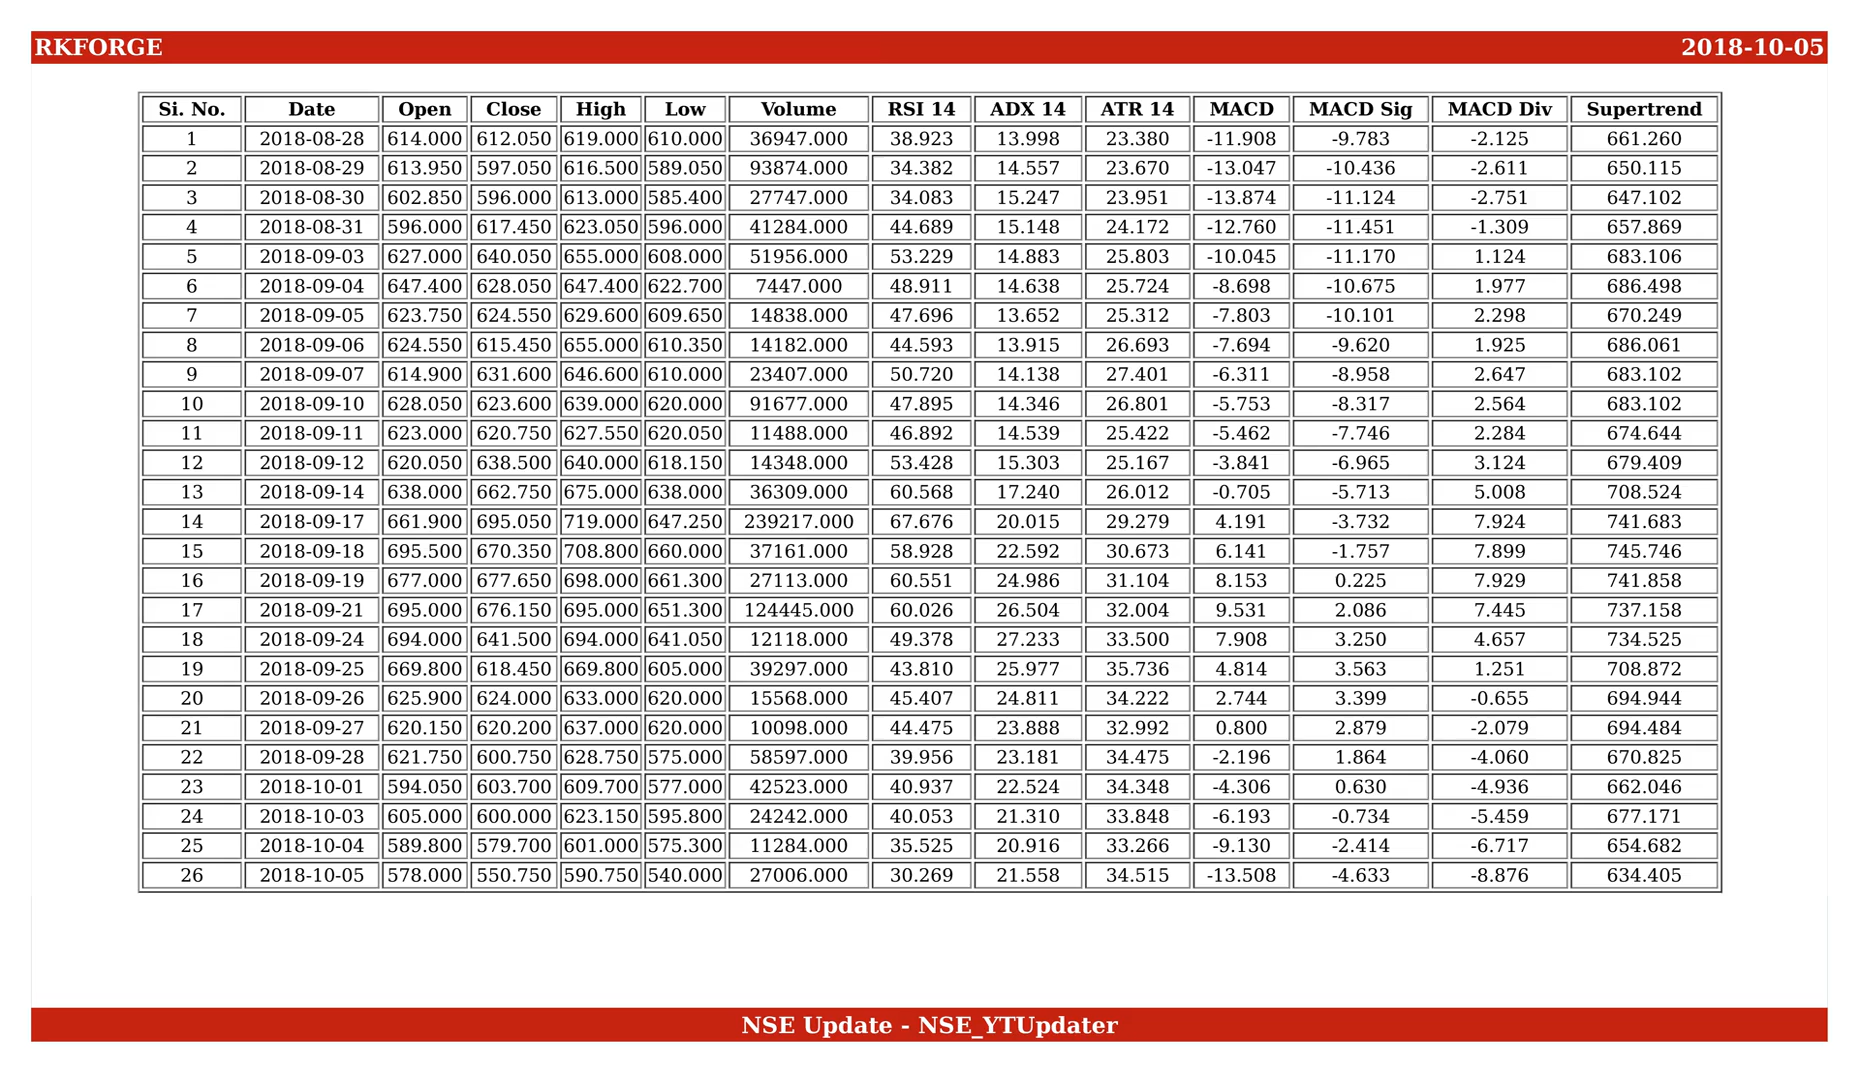 RKFORGE 2018-10-05
Si. No. Date Open Close High Low Volume RSI 14 ADX 14 ATR 14 MACD MACD Sig MACD Div Supertrend
1 2018-08-28 614.000 612.050 619.000 610.000 36947.000 38.923 13.998 23.380 -11.908 -9.783 -2.125 661.260
2 2018-08-29 613.950 597.050 616.500 589.050 93874.000 34.382 14.557 23.670 -13.047 -10.436 -2.611 650.115
3 2018-08-30 602.850 596.000 613.000 585.400 27747.000 34.083 15.247 23.951 -13.874 -11.124 -2.751 647.102
4 2018-08-31 596.000 617.450 623.050 596.000 41284.000 44.689 15.148 24.172 -12.760 -11.451 -1.309 657.869
5 2018-09-03 627.000 640.050 655.000 608.000 51956.000 53.229 14.883 25.803 -10.045 -11.170 1.124 683.106
6 2018-09-04 647.400 628.050 647.400 622.700 7447.000 48.911 14.638 25.724 -8.698 -10.675 1.977 686.498
7 2018-09-05 623.750 624.550 629.600 609.650 14838.000 47.696 13.652 25.312 -7.803 -10.101 2.298 670.249
8 2018-09-06 624.550 615.450 655.000 610.350 14182.000 44.593 13.915 26.693 -7.694 -9.620 1.925 686.061
9 2018-09-07 614.900 631.600 646.600 610.000 23407.000 50.720 14.138 27.401 -6.311 -8.958 2.647 683.102
10 2018-09-10 628.050 623.600 639.000 620.000 91677.000 47.895 14.346 26.801 -5.753 -8.317 2.564 683.102
11 2018-09-11 623.000 620.750 627.550 620.050 11488.000 46.892 14.539 25.422 -5.462 -7.746 2.284 674.644
12 2018-09-12 620.050 638.500 640.000 618.150 14348.000 53.428 15.303 25.167 -3.841 -6.965 3.124 679.409
13 2018-09-14 638.000 662.750 675.000 638.000 36309.000 60.568 17.240 26.012 -0.705 -5.713 5.008 708.524
14 2018-09-17 661.900 695.050 719.000 647.250 239217.000 67.676 20.015 29.279 4.191 -3.732 7.924 741.683
15 2018-09-18 695.500 670.350 708.800 660.000 37161.000 58.928 22.592 30.673 6.141 -1.757 7.899 745.746
16 2018-09-19 677.000 677.650 698.000 661.300 27113.000 60.551 24.986 31.104 8.153 0.225 7.929 741.858
17 2018-09-21 695.000 676.150 695.000 651.300 124445.000 60.026 26.504 32.004 9.531 2.086 7.445 737.158
18 2018-09-24 694.000 641.500 694.000 641.050 12118.000 49.378 27.233 33.500 7.908 3.250 4.657 734.525
19 2018-09-25 669.800 618.450 669.800 605.000 39297.000 43.810 25.977 35.736 4.814 3.563 1.251 708.872
20 2018-09-26 625.900 624.000 633.000 620.000 15568.000 45.407 24.811 34.222 2.744 3.399 -0.655 694.944
21 2018-09-27 620.150 620.200 637.000 620.000 10098.000 44.475 23.888 32.992 0.800 2.879 -2.079 694.484
22 2018-09-28 621.750 600.750 628.750 575.000 58597.000 39.956 23.181 34.475 -2.196 1.864 -4.060 670.825
23 2018-10-01 594.050 603.700 609.700 577.000 42523.000 40.937 22.524 34.348 -4.306 0.630 -4.936 662.046
24 2018-10-03 605.000 600.000 623.150 595.800 24242.000 40.053 21.310 33.848 -6.193 -0.734 -5.459 677.171
25 2018-10-04 589.800 579.700 601.000 575.300 11284.000 35.525 20.916 33.266 -9.130 -2.414 -6.717 654.682
26 2018-10-05 578.000 550.750 590.750 540.000 27006.000 30.269 21.558 34.515 -13.508 -4.633 -8.876 634.405
NSE Update - NSE_YTUpdater